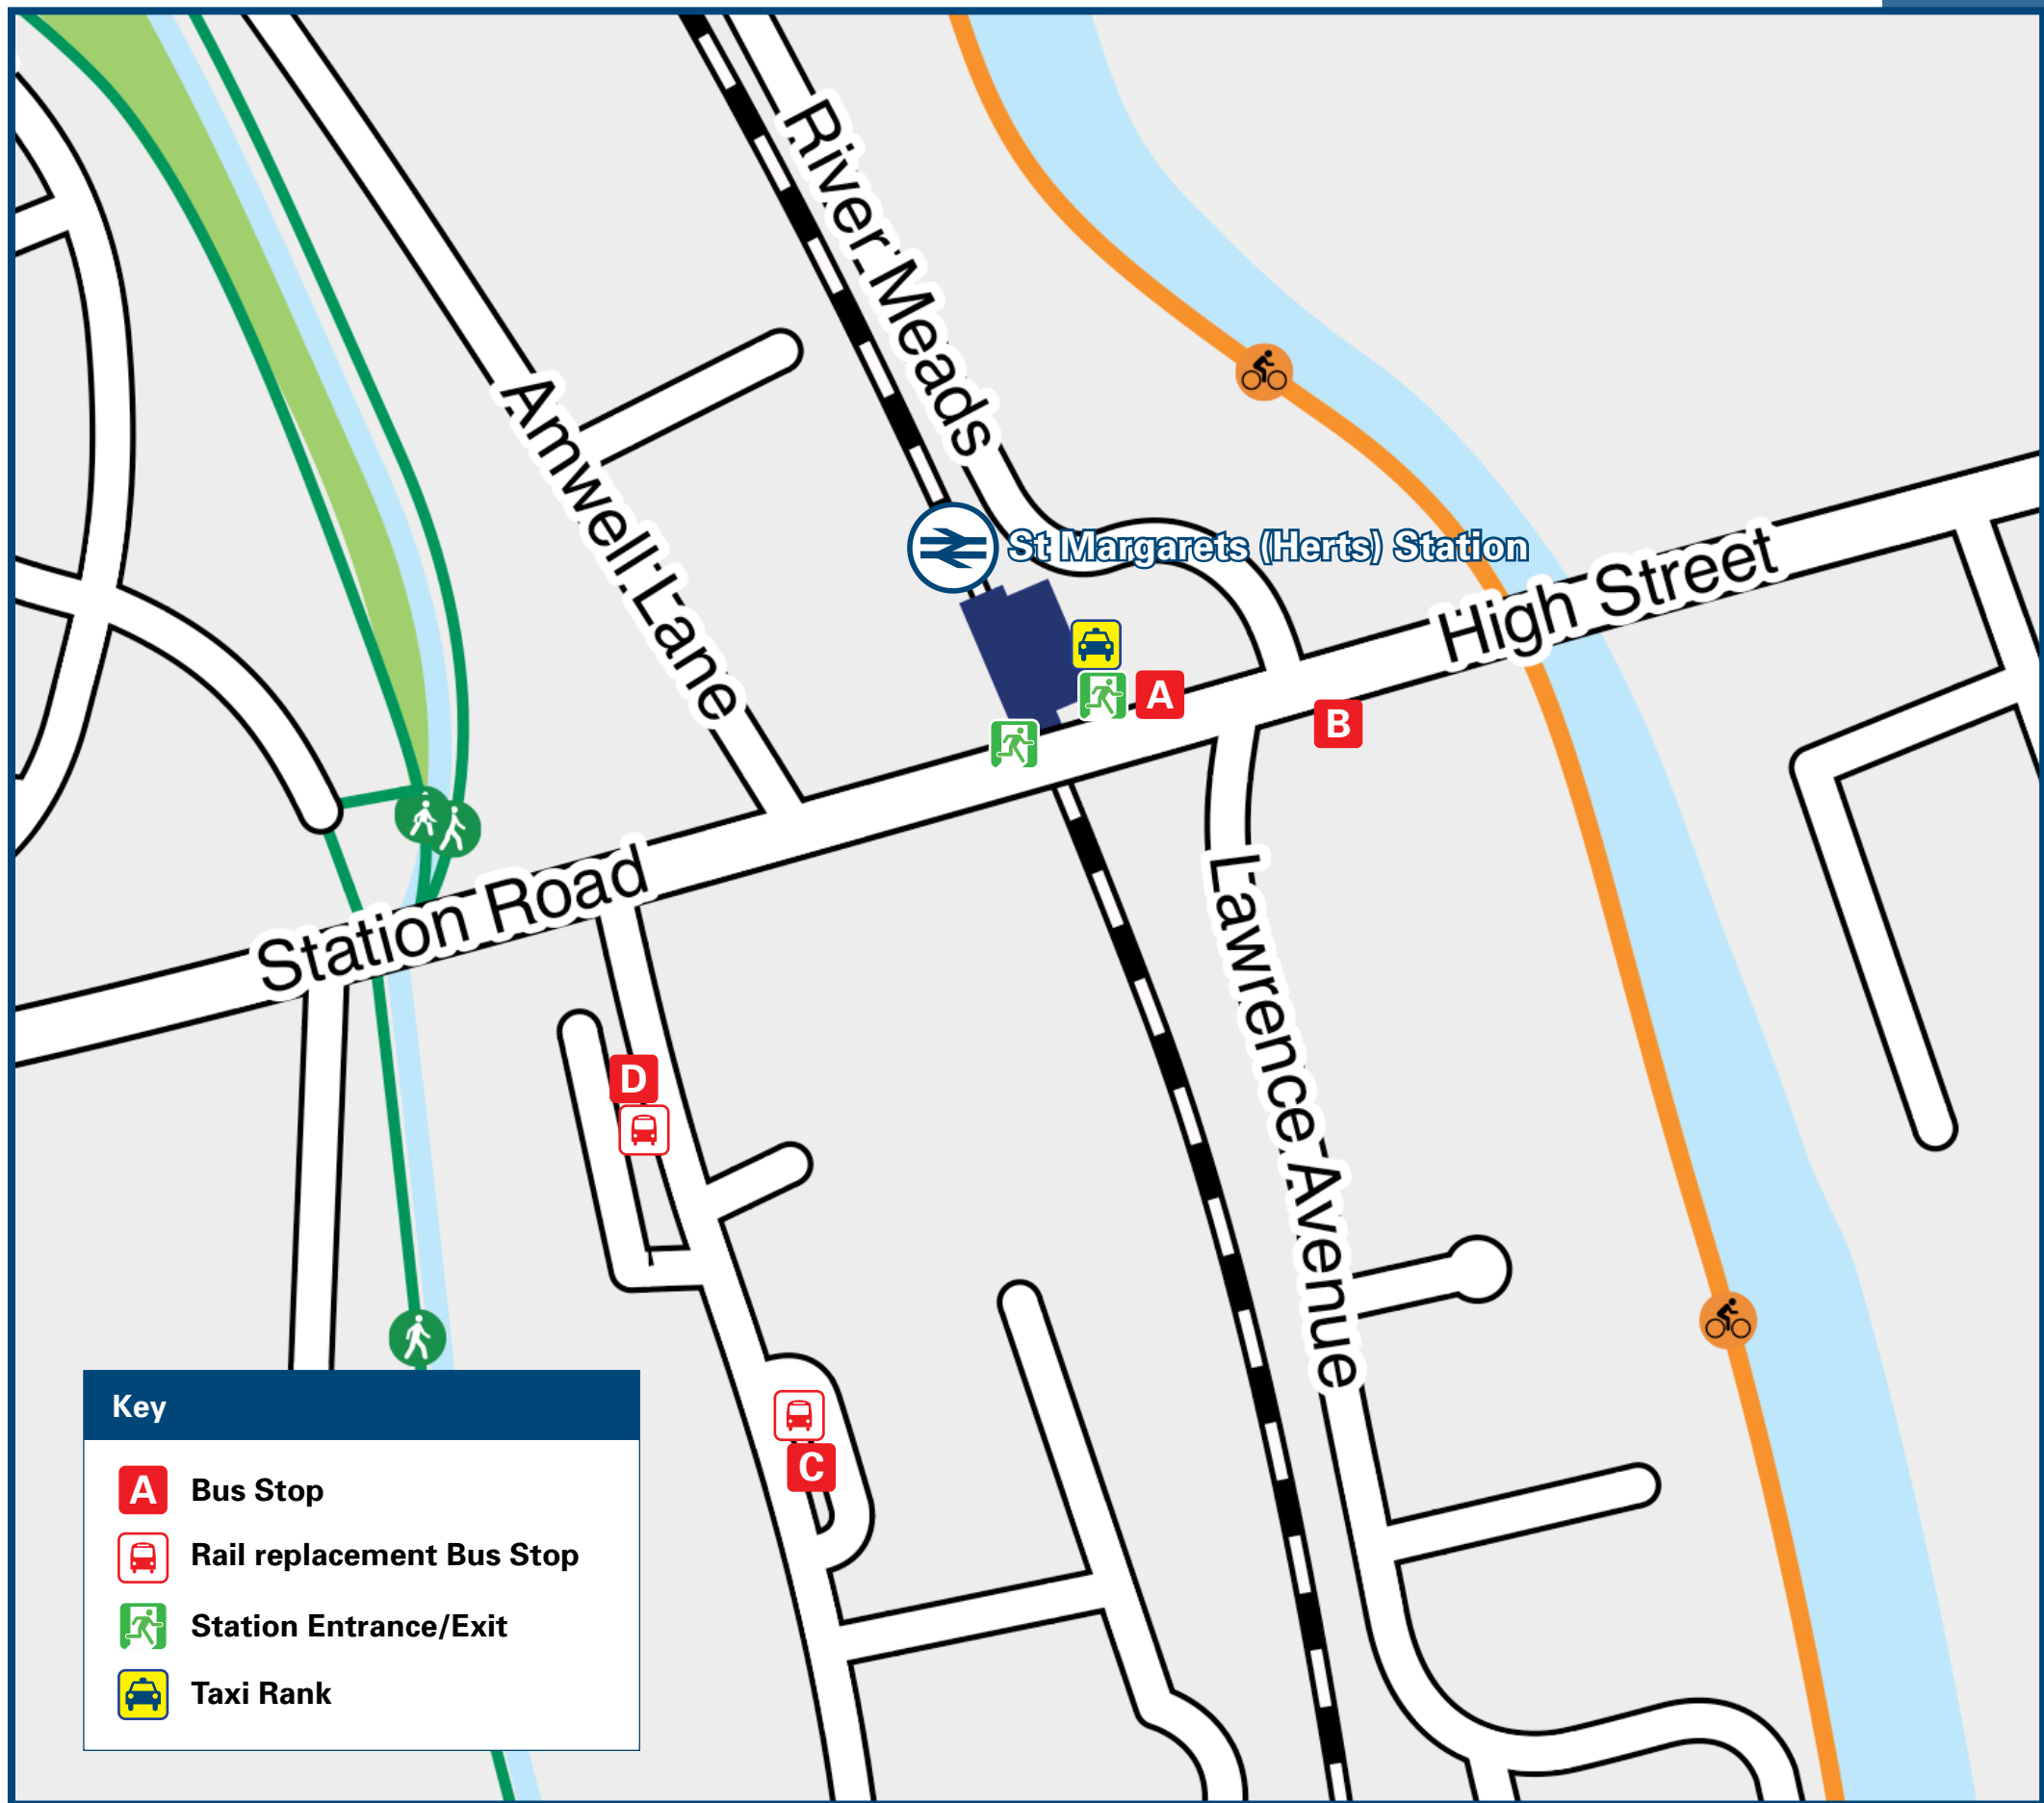 River Meads
Amwell Lane
St Margarets (Herts) Station
High Street
A
B
Station Road
Lawrence Avenue
D
C
Key
A Bus Stop
Rail replacement Bus Stop
Station Entrance/Exit
Taxi Rank